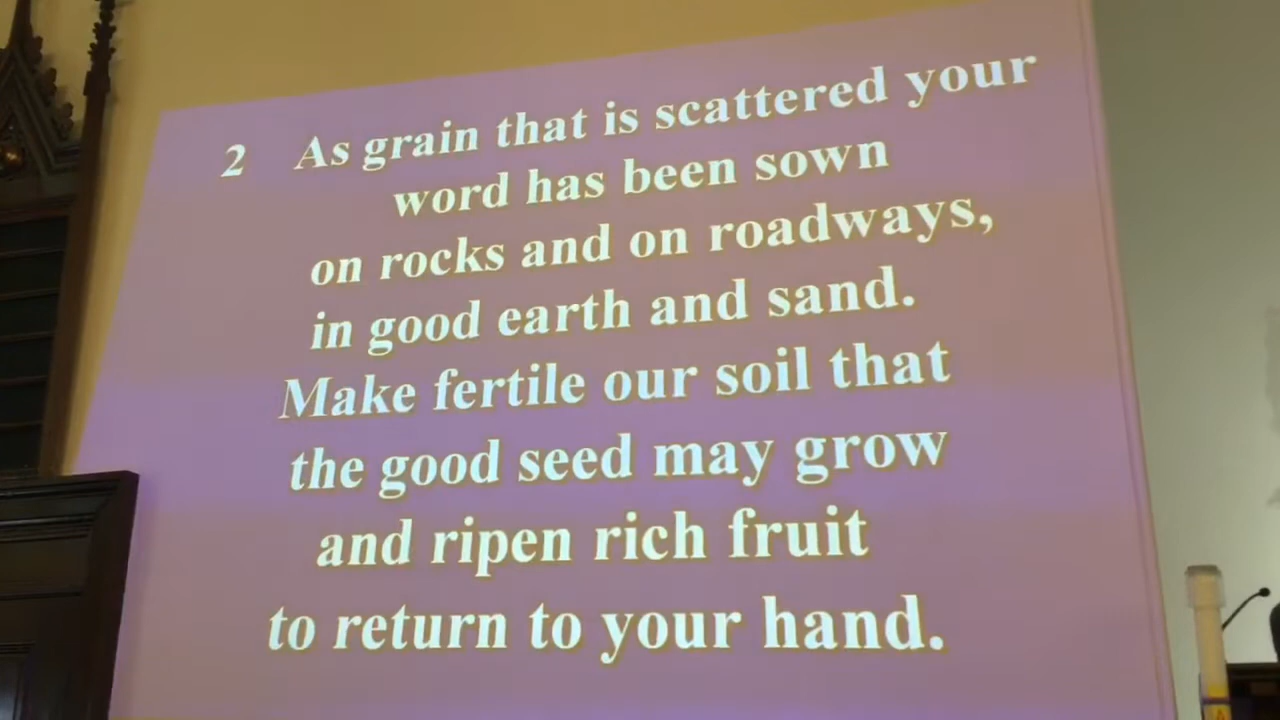 2 As grain that is scattered your
word has been sown
on rocks and on roadways,
in good earth and sand.
Make fertile our soil that
the good seed may grow
and ripen rich fruit
to return to your hand.